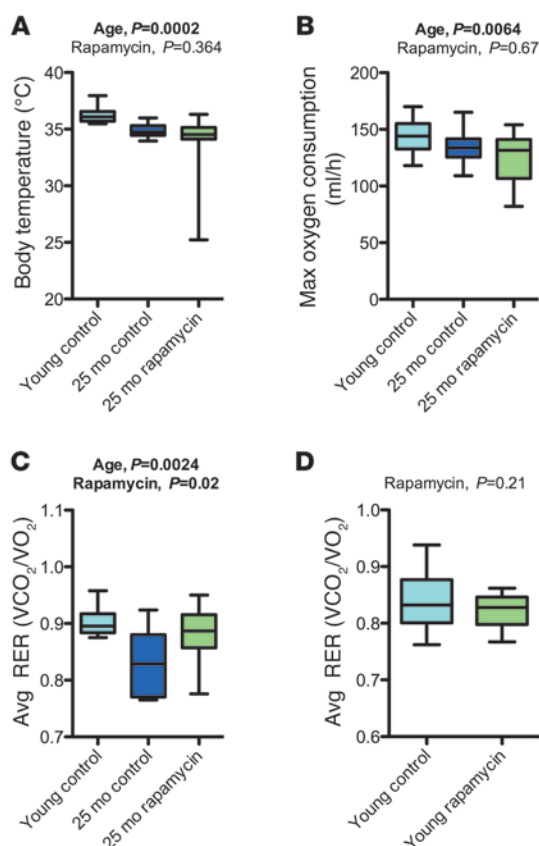 A
Age, P=0.0002
Rapamycin, P=0.364
Body temperature (°C)
40
35
30
25
20
Young control
25 mo control
25 mo rapamycin
B
Age, P=0.0064
Rapamycin, P=0.67
Max oxygen consumption
(ml/h)
200
150
100
50
0
Young control
25 mo control
25 mo rapamycin
C
Age, P=0.0024
Rapamycin, P=0.02
Avg RER (VCO₂/VO₂)
1.1
1.0
0.9
0.8
0.7
Young control
25 mo control
25 mo rapamycin
D
Rapamycin, P=0.21
Avg RER (VCO₂/VO₂)
1.0
0.9
0.8
0.7
0.6
Young control
Young rapamycin